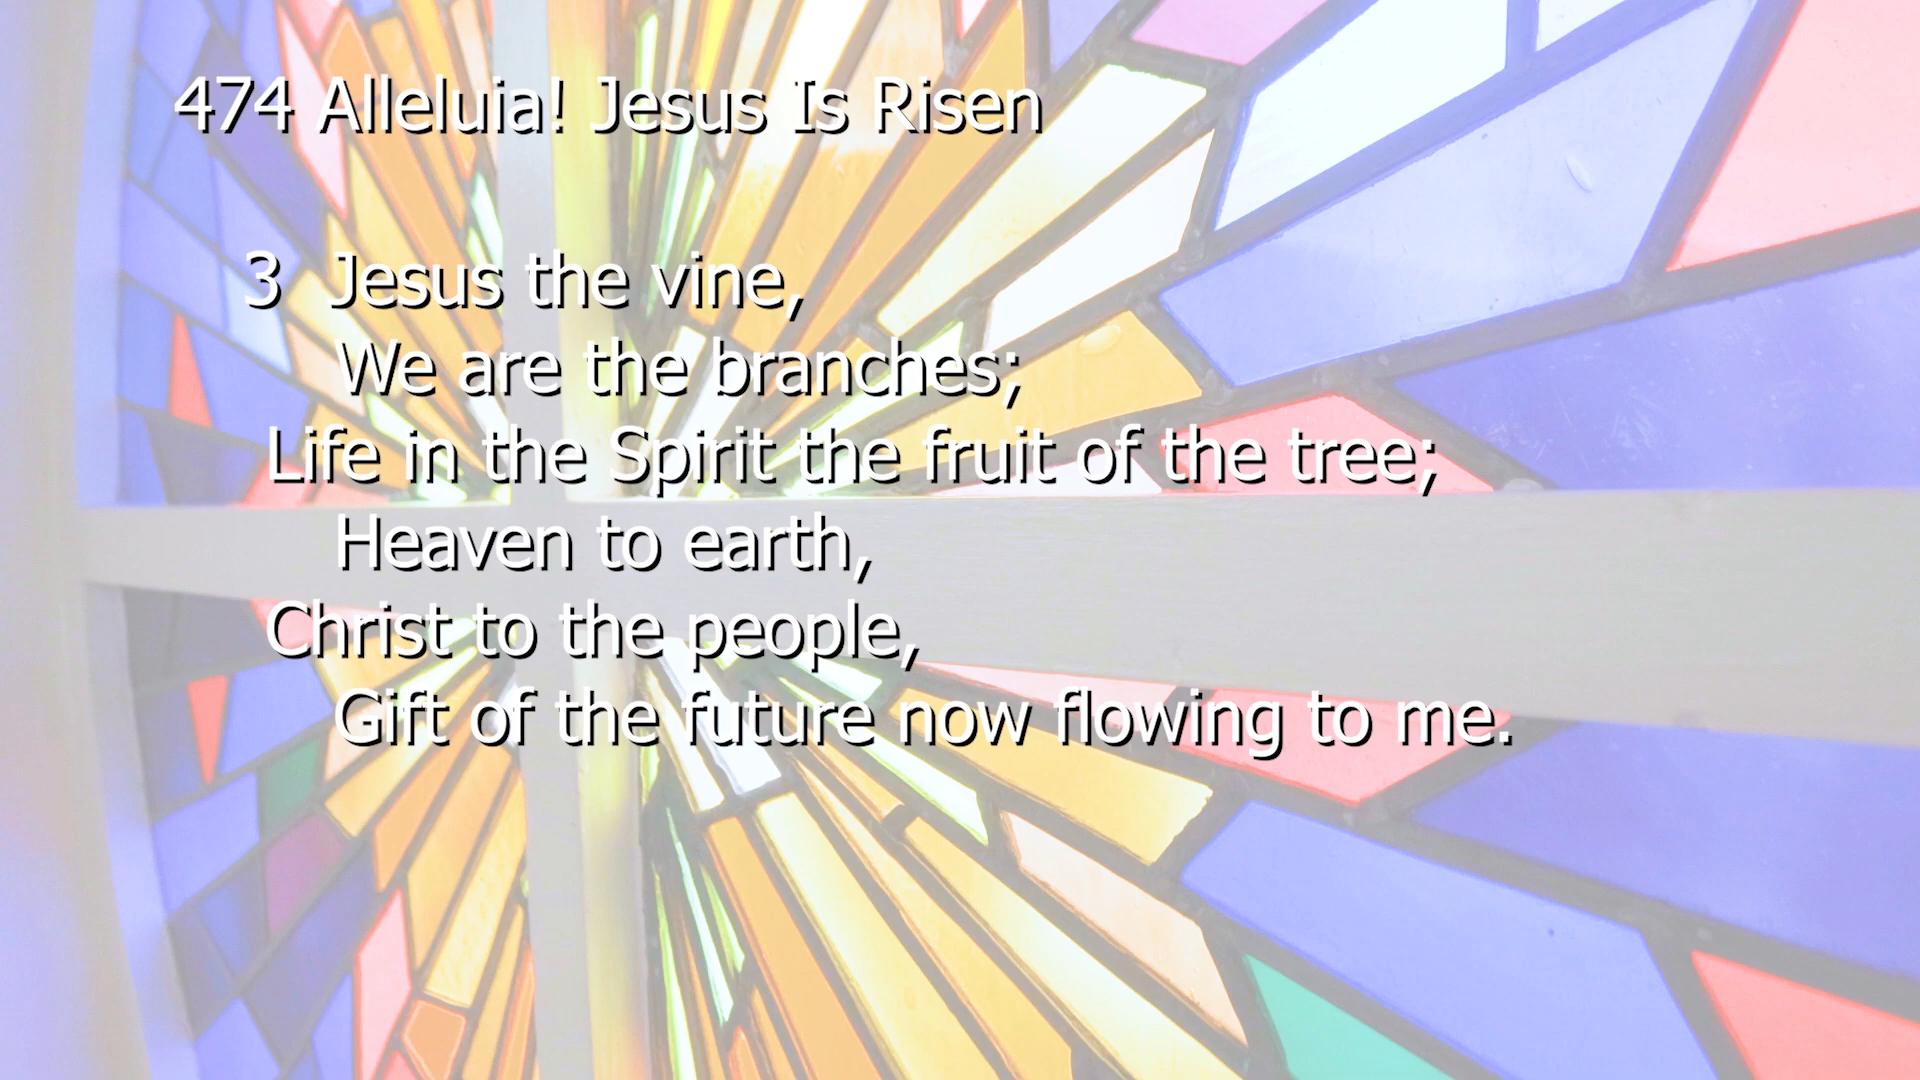 474 Alleluia! Jesus Is Risen
3 Jesus the vine,
We are the branches;
Life in the Spirit the fruit of the tree;
Heaven to earth,
Christ to the people,
Gift of the future now flowing to me.